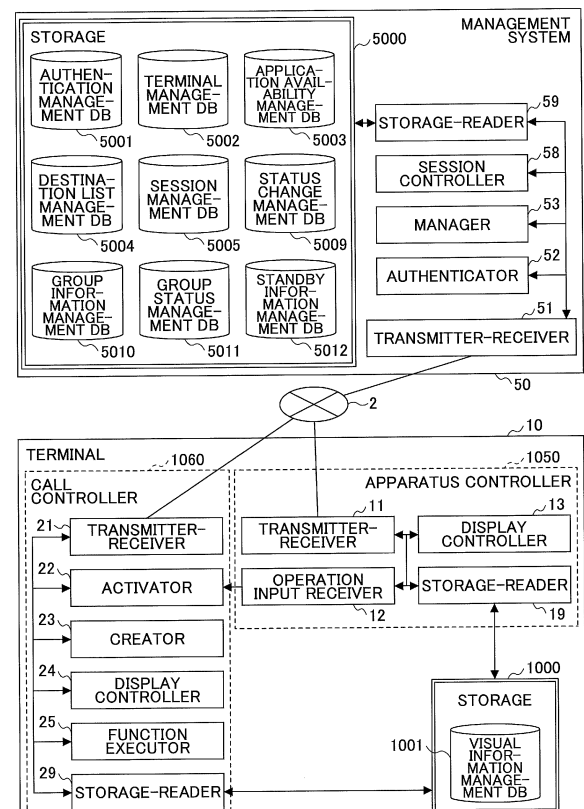 STORAGE
5000
MANAGEMENT
SYSTEM
AUTHEN-
TICATION
MANAGE-
MENT DB
5001
TERMINAL
MANAGE-
MENT DB
5002
APPLICA-
TION AVAIL-
ABILITY
MANAGE-
MENT DB
5003
DESTINA-
TION LIST
MANAGE-
MENT DB
5004
SESSION
MANAGE-
MENT DB
5005
STATUS
CHANGE
MANAGE-
MENT DB
5009
GROUP
INFOR-
MATION
MANAGE-
MENT DB
5010
GROUP
STATUS
MANAGE-
MENT DB
5011
STANDBY
INFOR-
MATION
MANAGE-
MENT DB
5012
59
STORAGE-READER
58
SESSION
CONTROLLER
53
MANAGER
52
AUTHENTICATOR
51
TRANSMITTER-RECEIVER
50
2
10
TERMINAL
1060
CALL
CONTROLLER
21
TRANSMITTER-
RECEIVER
22
ACTIVATOR
23
CREATOR
24
DISPLAY
CONTROLLER
25
FUNCTION
EXECUTOR
29
STORAGE-READER
1050
APPARATUS CONTROLLER
11
TRANSMITTER-
RECEIVER
13
DISPLAY
CONTROLLER
OPERATION
INPUT RECEIVER
12
STORAGE-READER
19
1000
STORAGE
1001
VISUAL
INFOR-
MATION
MANAGE-
MENT DB